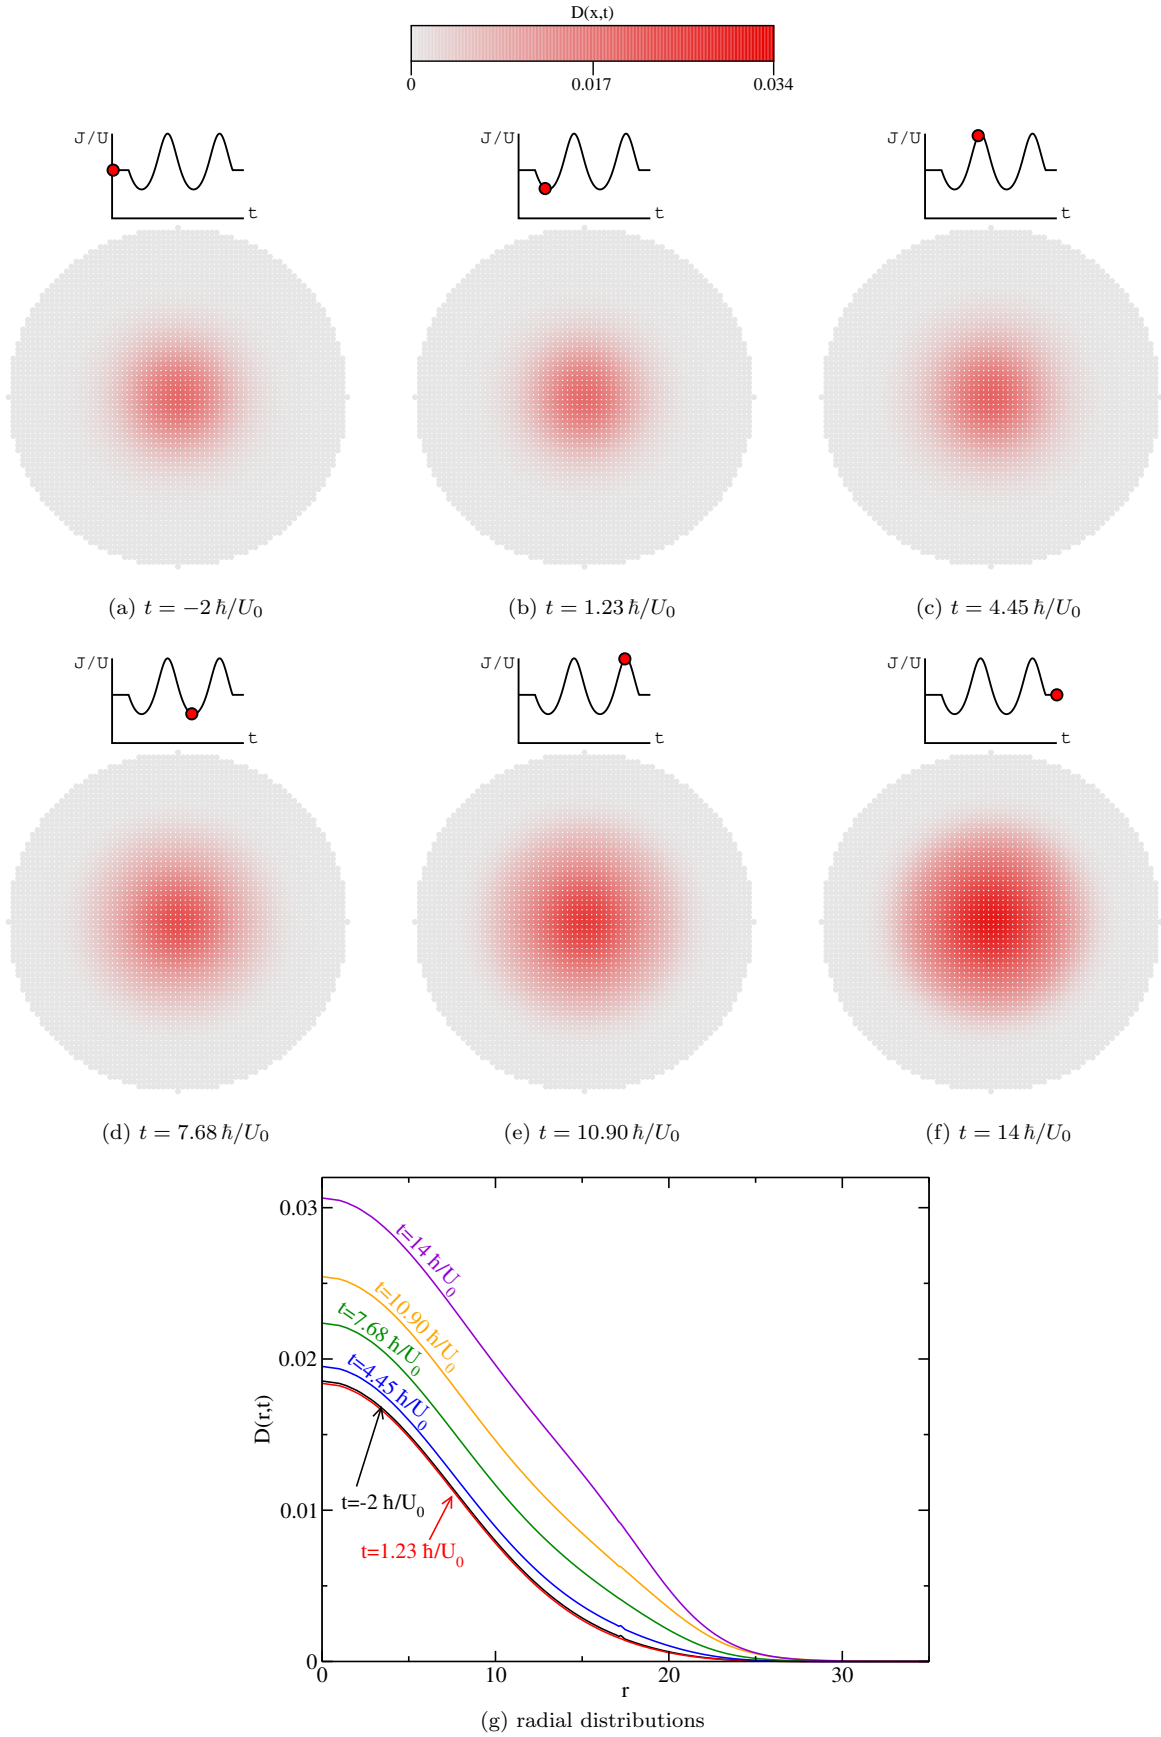 D(x,t)
0 0.017 0.034
J/U J/U J/U
t t t
(a) t = −2 ħ/U₀ (b) t = 1.23 ħ/U₀ (c) t = 4.45 ħ/U₀
J/U J/U J/U
t t t
(d) t = 7.68 ħ/U₀ (e) t = 10.90 ħ/U₀ (f) t = 14 ħ/U₀
0.03
t=14 ħ/U₀
t=10.90 ħ/U₀
t=7.68 ħ/U₀
0.02
t=4.45 ħ/U₀
D(r,t)
t=-2 ħ/U₀
0.01
t=1.23 ħ/U₀
0
0 10 20 30
r
(g) radial distributions